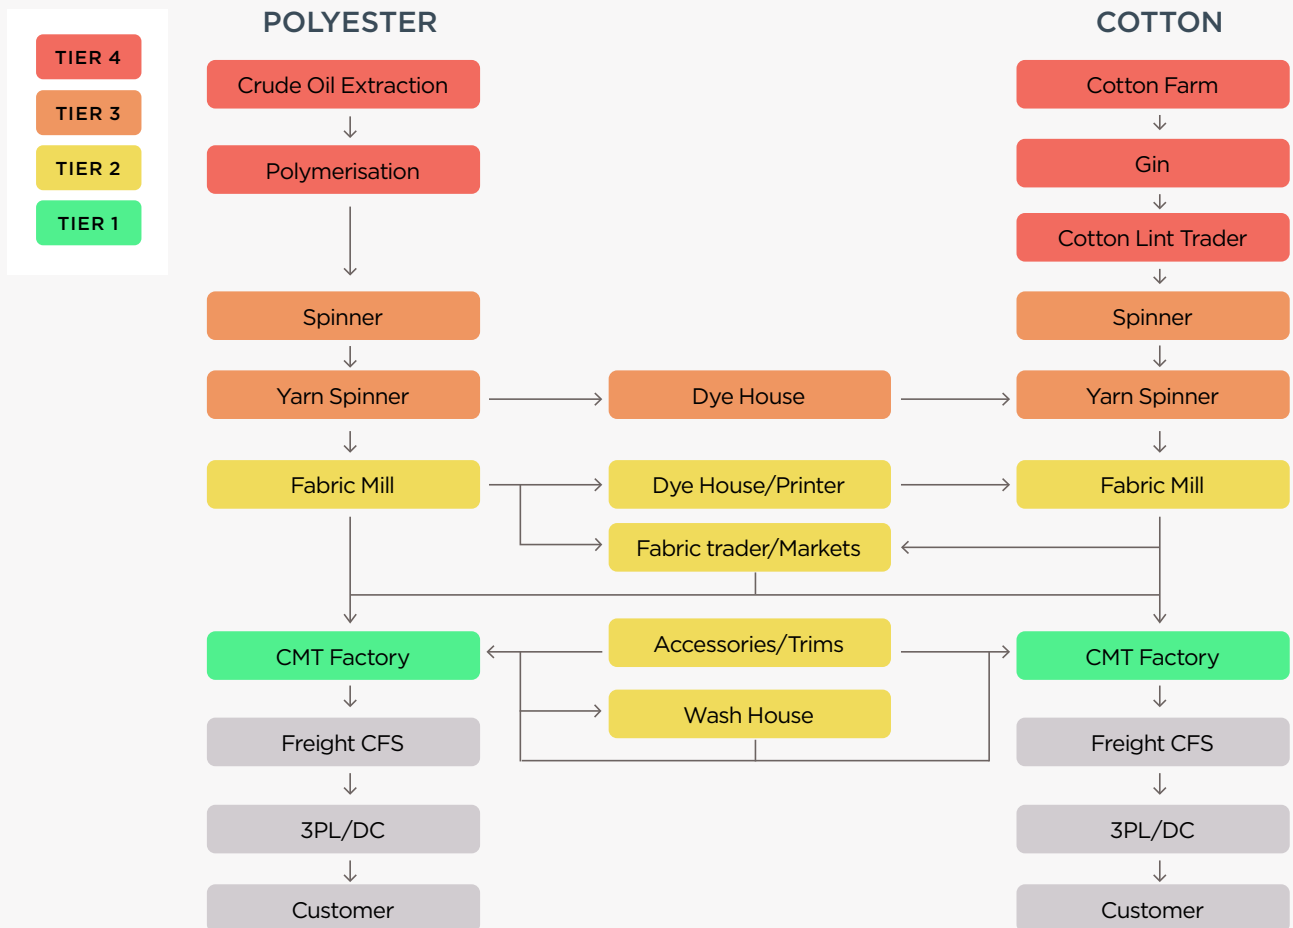 POLYESTER
COTTON
TIER 4
TIER 3
TIER 2
TIER 1
Crude Oil Extraction
Polymerisation
Spinner
Yarn Spinner
Fabric Mill
CMT Factory
Freight CFS
3PL/DC
Customer
Dye House
Dye House/Printer
Fabric trader/Markets
Accessories/Trims
Wash House
Cotton Farm
Gin
Cotton Lint Trader
Spinner
Yarn Spinner
Fabric Mill
CMT Factory
Freight CFS
3PL/DC
Customer